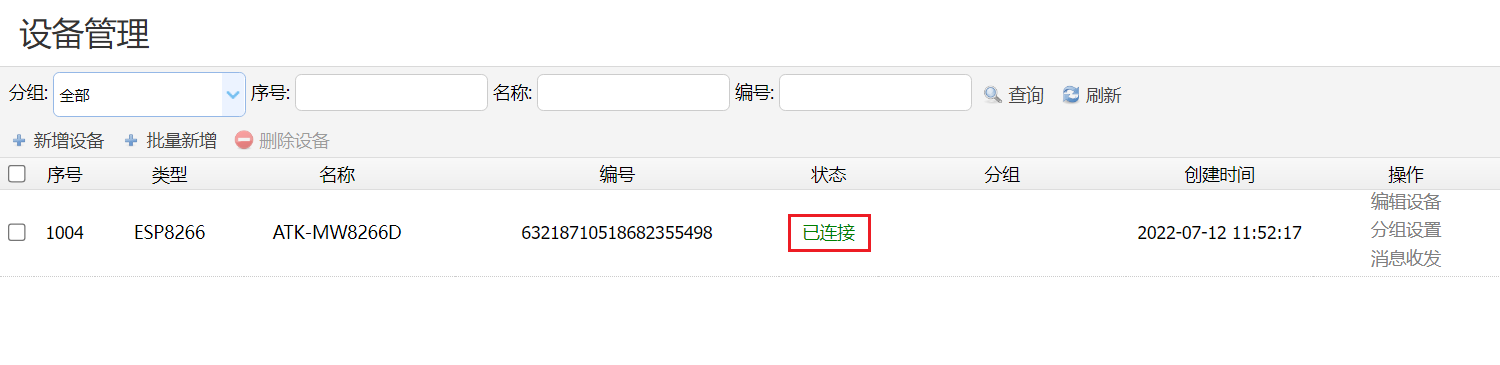 设备管理
分组: 全部 序号: 名称: 编号: 查询 刷新
新增设备 批量新增 删除设备
序号 类型 名称 编号 状态 分组 创建时间 操作
编辑设备
1004 ESP8266 ATK-MW8266D 63218710518682355498 已连接 2022-07-12 11:52:17 分组设置
消息收发